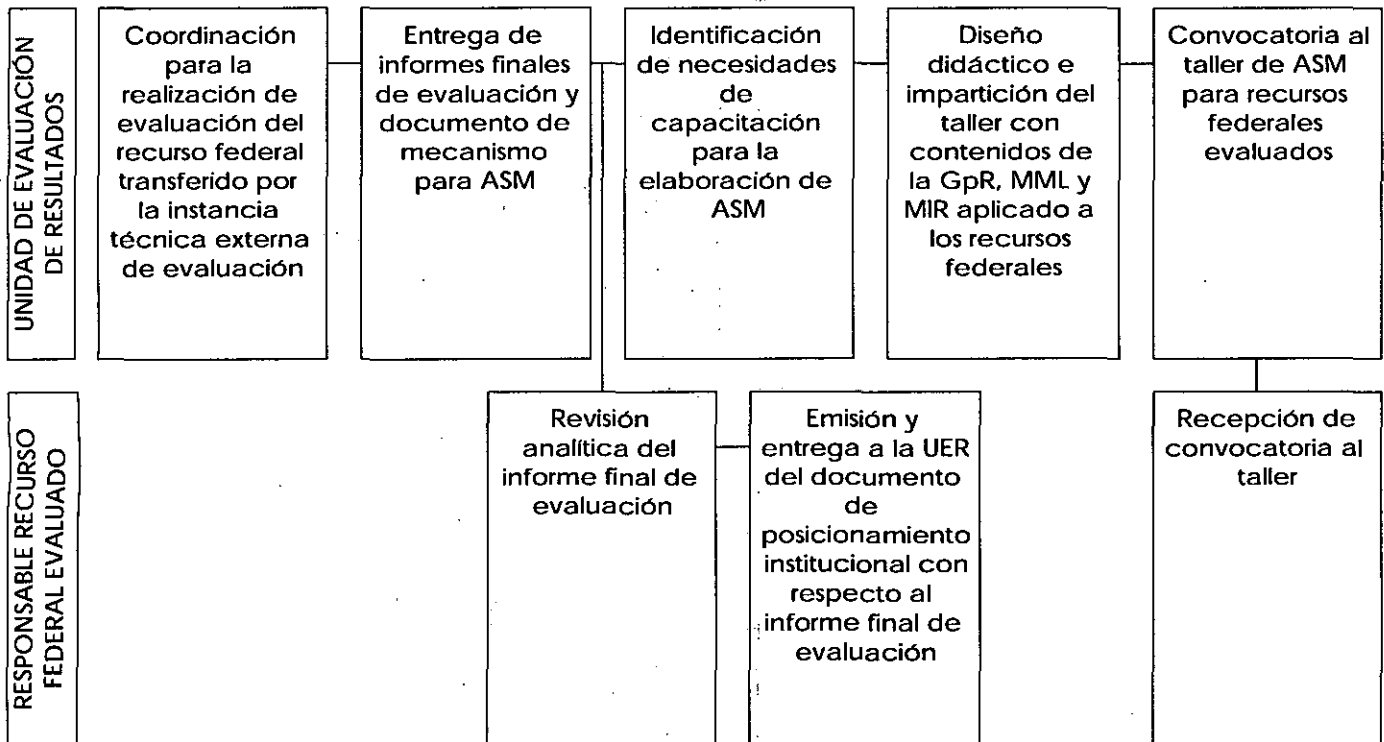 UNIDAD DE EVALUACIÓN
DE RESULTADOS
Coordinación
para la
realización de
evaluación del
recurso federal
transferido por
la instancia
técnica externa
de evaluación
Entrega de
informes finales
de evaluación y
documento de
mecanismo
para ASM
Identificación
de necesidades
de
capacitación
para la
elaboración de
ASM
Diseño
didáctico e
impartición del
taller con
contenidos de
la GpR, MML y
MIR aplicado a
los recursos
federales
Convocatoria al
taller de ASM
para recursos
federales
evaluados
RESPONSABLE RECURSO
FEDERAL EVALUADO
Revisión
analítica del
informe final de
evaluación
Emisión y
entrega a la UER
del documento
de
posicionamiento
institucional con
respecto al
informe final de
evaluación
Recepción de
convocatoria al
taller